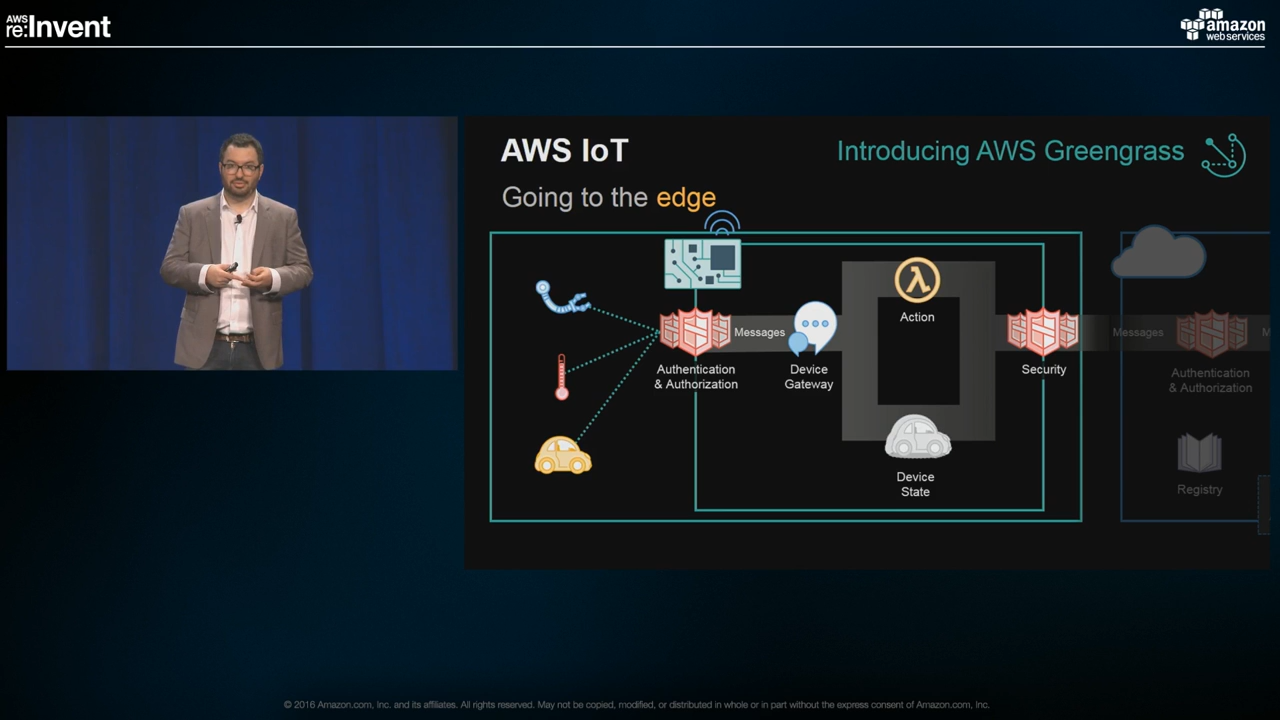 AWS
re:Invent
amazon
webservices
AWS IoT
Introducing AWS Greengrass
Going to the edge
Action
Messages
Messages
M
Authentication
& Authorization
Device
Gateway
Security
Authentication
& Authorization
Device
State
Registry
© 2016 Amazon.com, Inc. and its affiliates. All rights reserved. May not be copied, modified, or distributed in whole or in part without the express consent of Amazon.com, Inc.